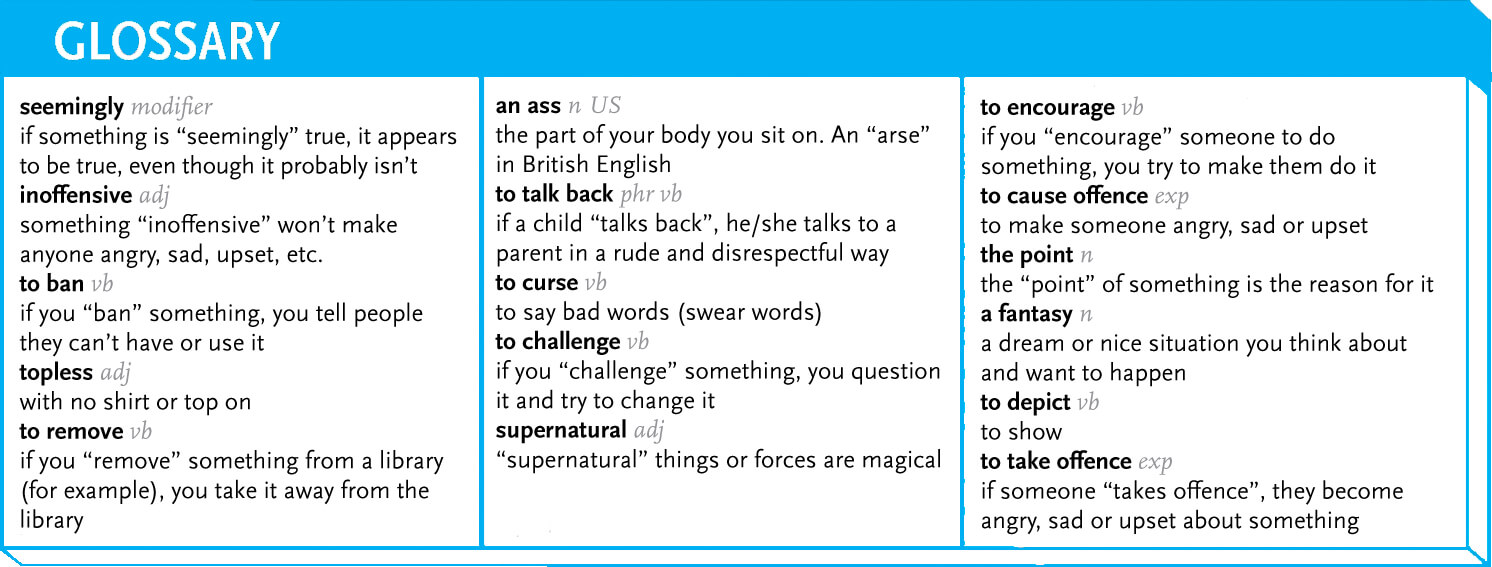 GLOSSARY
seemingly modifier
if something is “seemingly” true, it appears
to be true, even though it probably isn’t
inoffensive adj
something “inoffensive” won’t make
anyone angry, sad, upset, etc.
to ban vb
if you “ban” something, you tell people
they can’t have or use it
topless adj
with no shirt or top on
to remove vb
if you “remove” something from a library
(for example), you take it away from the
library
an ass n US
the part of your body you sit on. An “arse”
in British English
to talk back phr vb
if a child “talks back”, he/she talks to a
parent in a rude and disrespectful way
to curse vb
to say bad words (swear words)
to challenge vb
if you “challenge” something, you question
it and try to change it
supernatural adj
“supernatural” things or forces are magical
to encourage vb
if you “encourage” someone to do
something, you try to make them do it
to cause offence exp
to make someone angry, sad or upset
the point n
the “point” of something is the reason for it
a fantasy n
a dream or nice situation you think about
and want to happen
to depict vb
to show
to take offence exp
if someone “takes offence”, they become
angry, sad or upset about something